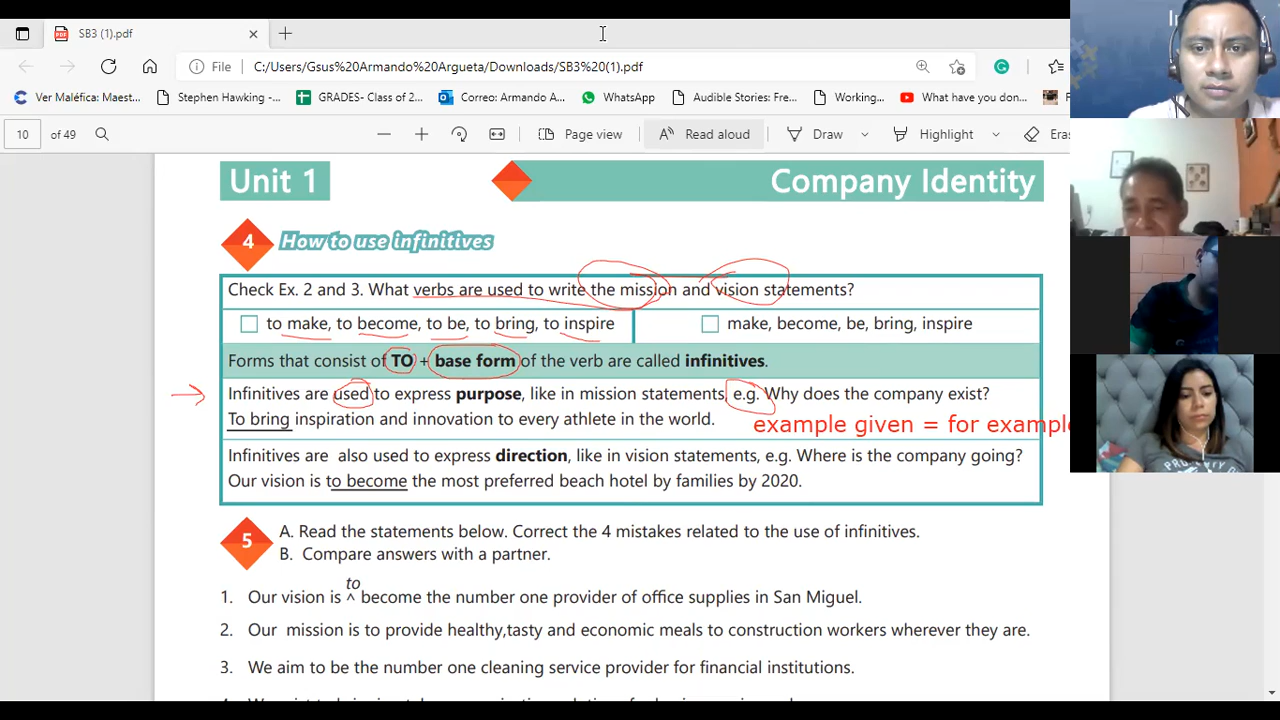 SB3 (1).pdf
File C:/Users/Gsus%20Armando%20Argueta/Downloads/SB3%20(1).pdf
Ver Maléfica: Maest... Stephen Hawking -... GRADES- Class of 2... Correo: Armando A... WhatsApp Audible Stories: Fre... Working... What have you don...
10 of 49 Page view Read aloud Draw Highlight Eras
Unit 1 Company Identity
4 How to use infinitives
Check Ex. 2 and 3. What verbs are used to write the mission and vision statements?
to make, to become, to be, to bring, to inspire make, become, be, bring, inspire
Forms that consist of TO + base form of the verb are called infinitives.
Infinitives are used to express purpose, like in mission statements, e.g. Why does the company exist?
To bring inspiration and innovation to every athlete in the world.
example given = for example
Infinitives are also used to express direction, like in vision statements, e.g. Where is the company going?
Our vision is to become the most preferred beach hotel by families by 2020.
5 A. Read the statements below. Correct the 4 mistakes related to the use of infinitives.
B. Compare answers with a partner.
to
1. Our vision is ^ become the number one provider of office supplies in San Miguel.
2. Our mission is to provide healthy,tasty and economic meals to construction workers wherever they are.
3. We aim to be the number one cleaning service provider for financial institutions.